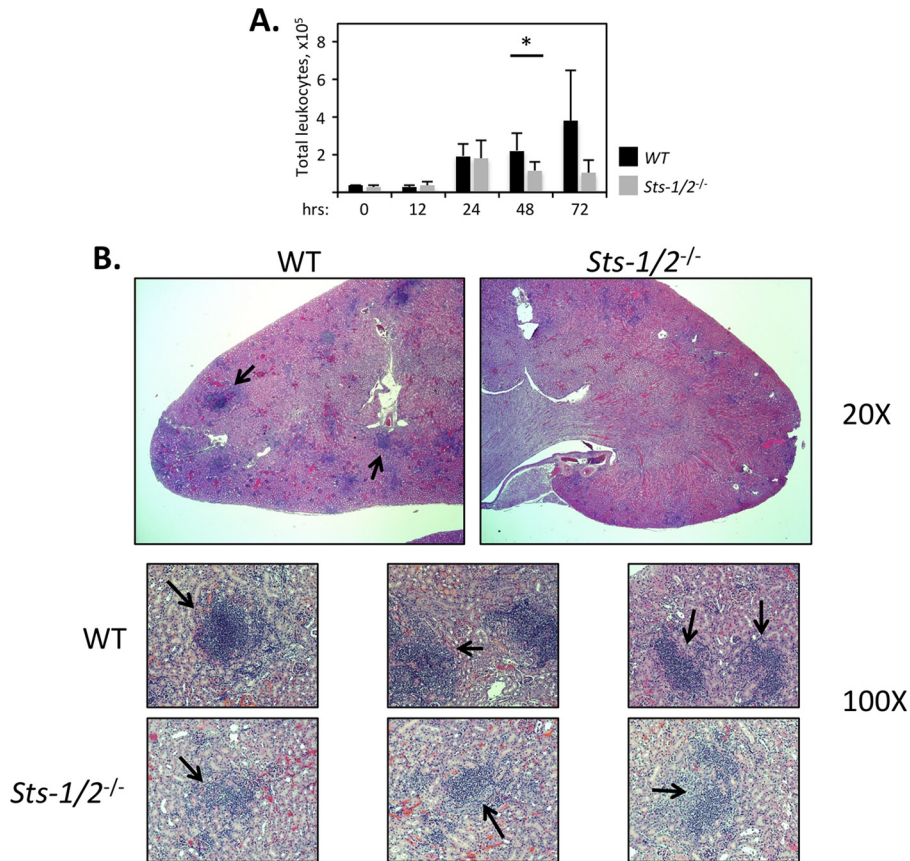 A.
Total leukocytes, x10⁵
8
6
4
2
*
hrs: 0 12 24 48 72
WT
Sts-1/2⁻/⁻
B.
WT Sts-1/2⁻/⁻
20X
WT
100X
Sts-1/2⁻/⁻